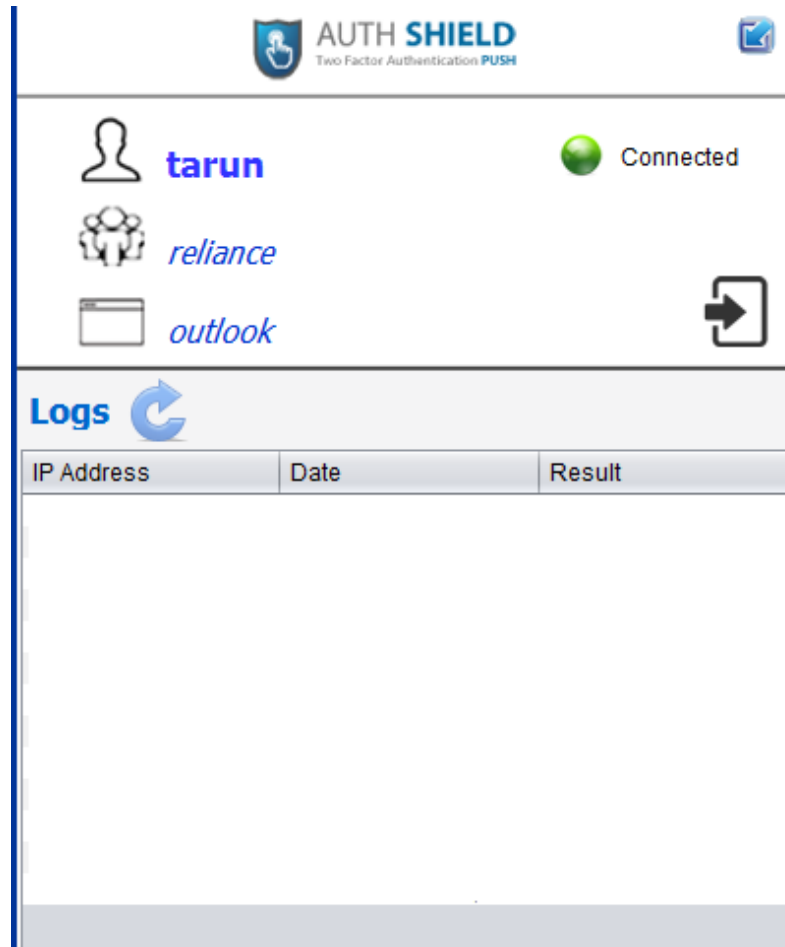 AUTH SHIELD
Two Factor Authentication PUSH
tarun
Connected
reliance
outlook
Logs
IP Address Date Result